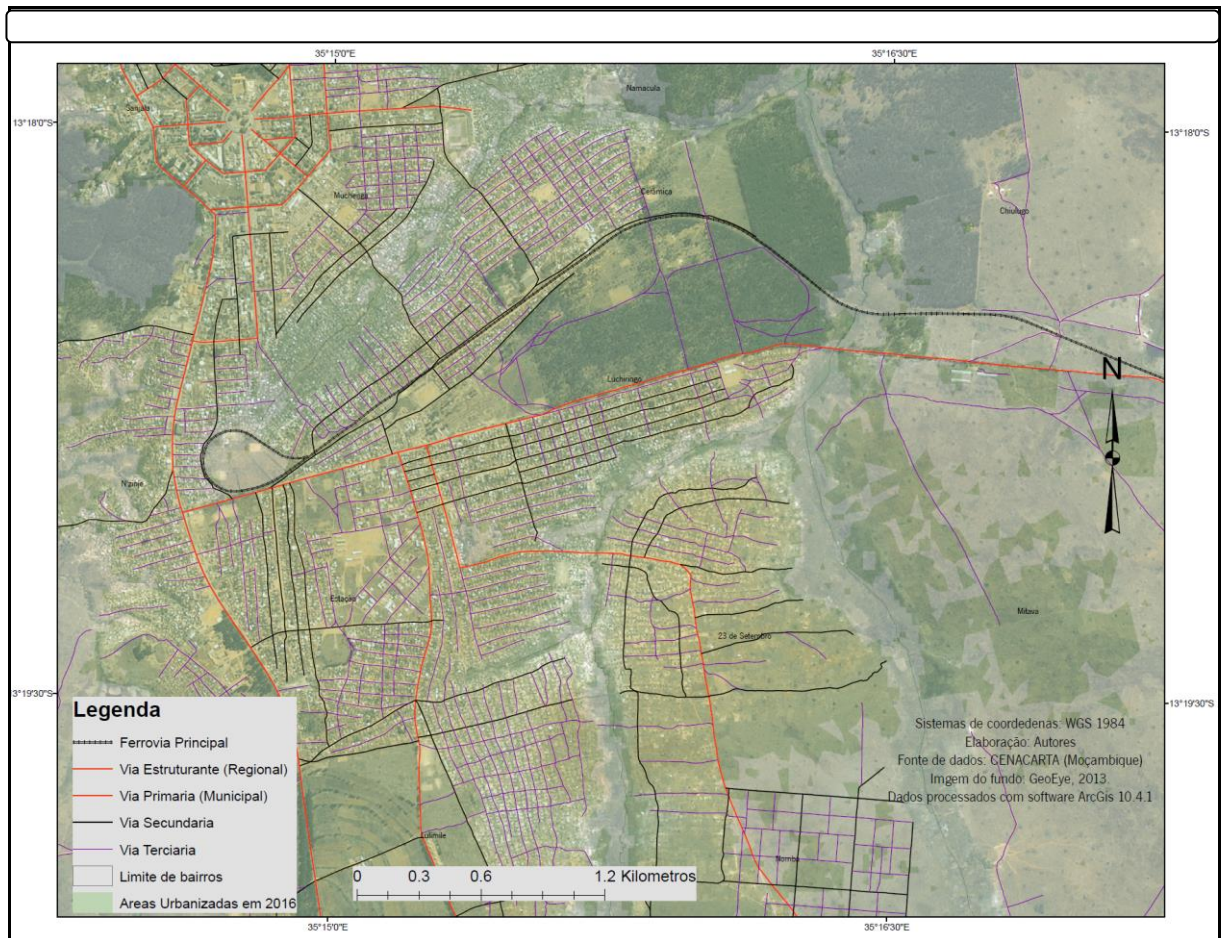 35°15'0"E
35°16'30"E
Namacula
Sanjala
13°18'0"S
13°18'0"S
Muchenga
Cerâmica
Chiulugo
Luchiringo
N
N'zinje
Estação
Mitava
23 de Setembro
3°19'30"S
13°19'30"S
Legenda
Ferrovia Principal
Via Estruturante (Regional)
Via Primaria (Municipal)
Via Secundaria
Via Terciaria
Limite de bairros
Areas Urbanizadas em 2016
Sistemas de coordedenas: WGS 1984
Elaboração: Autores
Fonte de dados: CENACARTA (Moçambique)
Imgem do fundo: GeoEye, 2013.
Dados processados com software ArcGis 10.4.1
Lulimile
Nomba
0 0.3 0.6 1.2 Kilometros
35°15'0"E
35°16'30"E